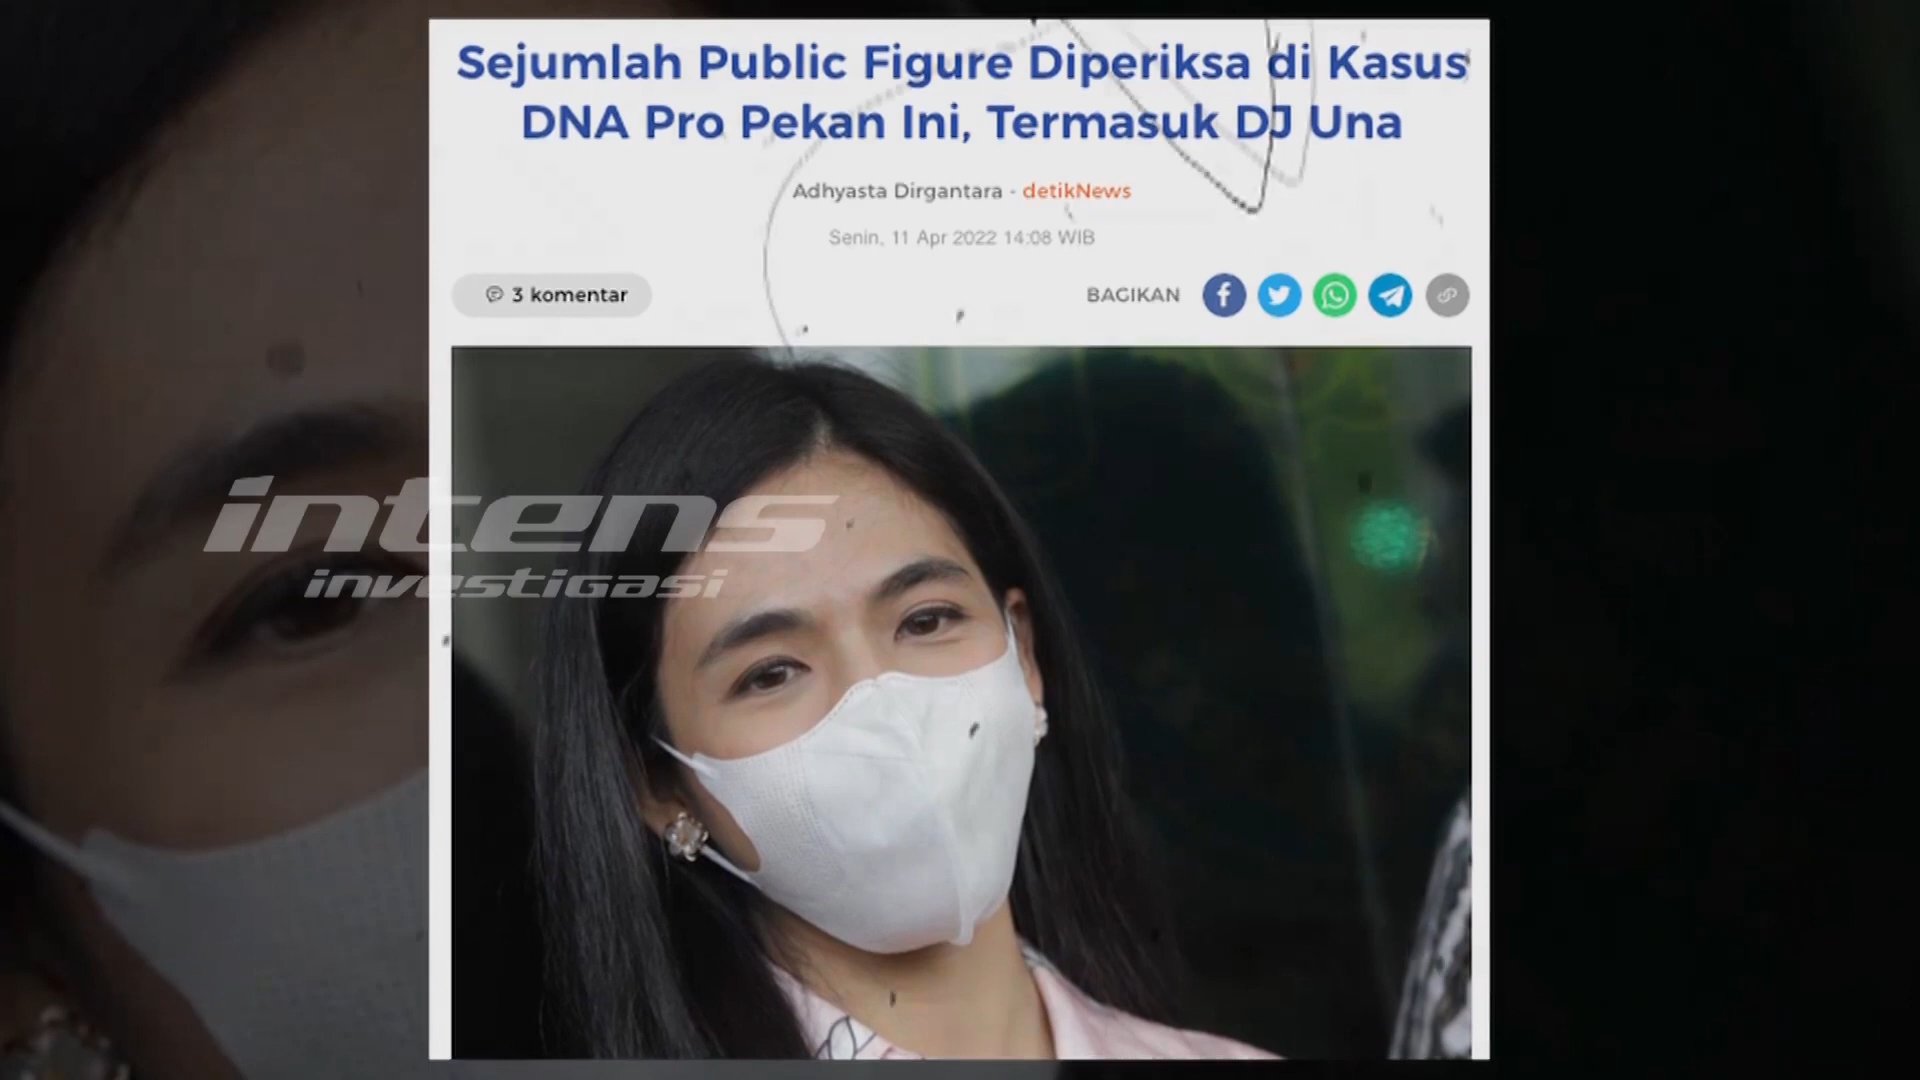 Sejumlah Public Figure Diperiksa di Kasus
DNA Pro Pekan Ini, Termasuk DJ Una
Adhyasta Dirgantara - detikNews
Senin, 11 Apr 2022 14:08 WIB
3 komentar
BAGIKAN
intens
investigasi